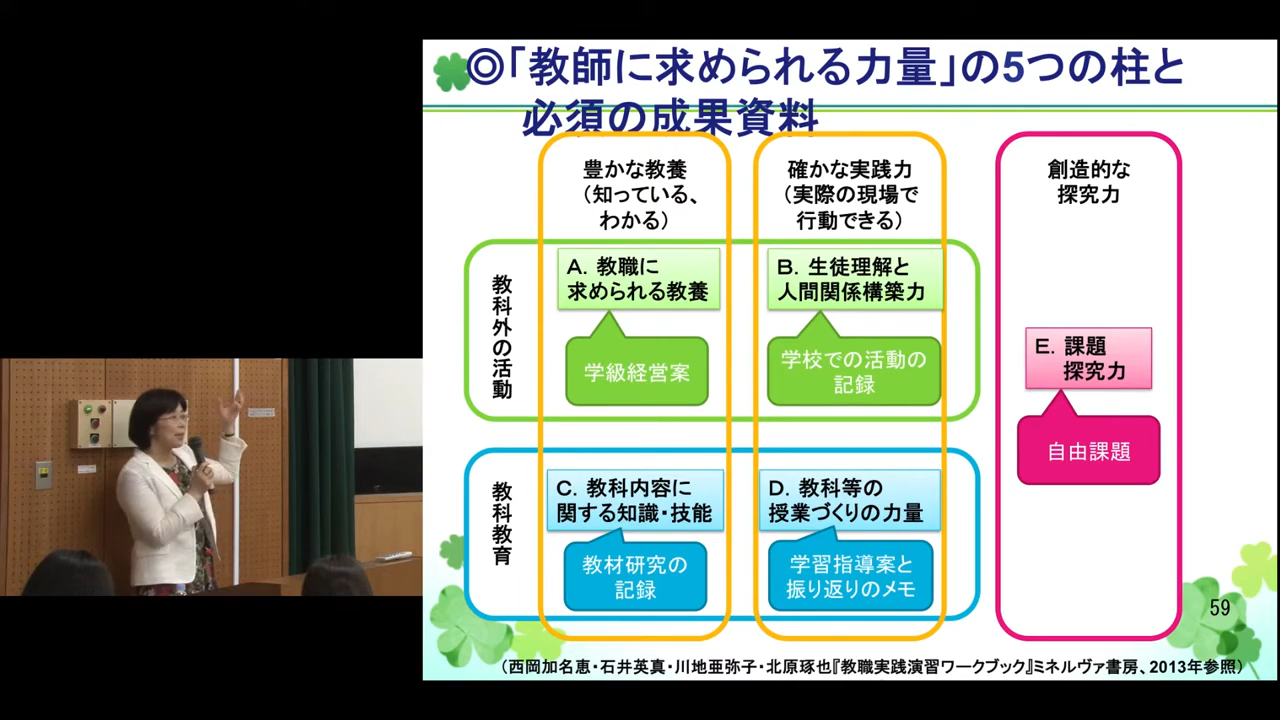 ◎「教師に求められる力量」の5つの柱と
必須の成果資料
豊かな教養
（知っている、
わかる）
確かな実践力
（実際の現場で
行動できる）
創造的な
探究力
教科外の活動
A．教職に
求められる教養
学級経営案
B．生徒理解と
人間関係構築力
学校での活動の
記録
E．課題
探究力
自由課題
教科教育
C．教科内容に
関する知識・技能
教材研究の
記録
D．教科等の
授業づくりの力量
学習指導案と
振り返りのメモ
59
（西岡加名恵・石井英真・川地亜弥子・北原琢也『教職実践演習ワークブック』ミネルヴァ書房、2013年参照）